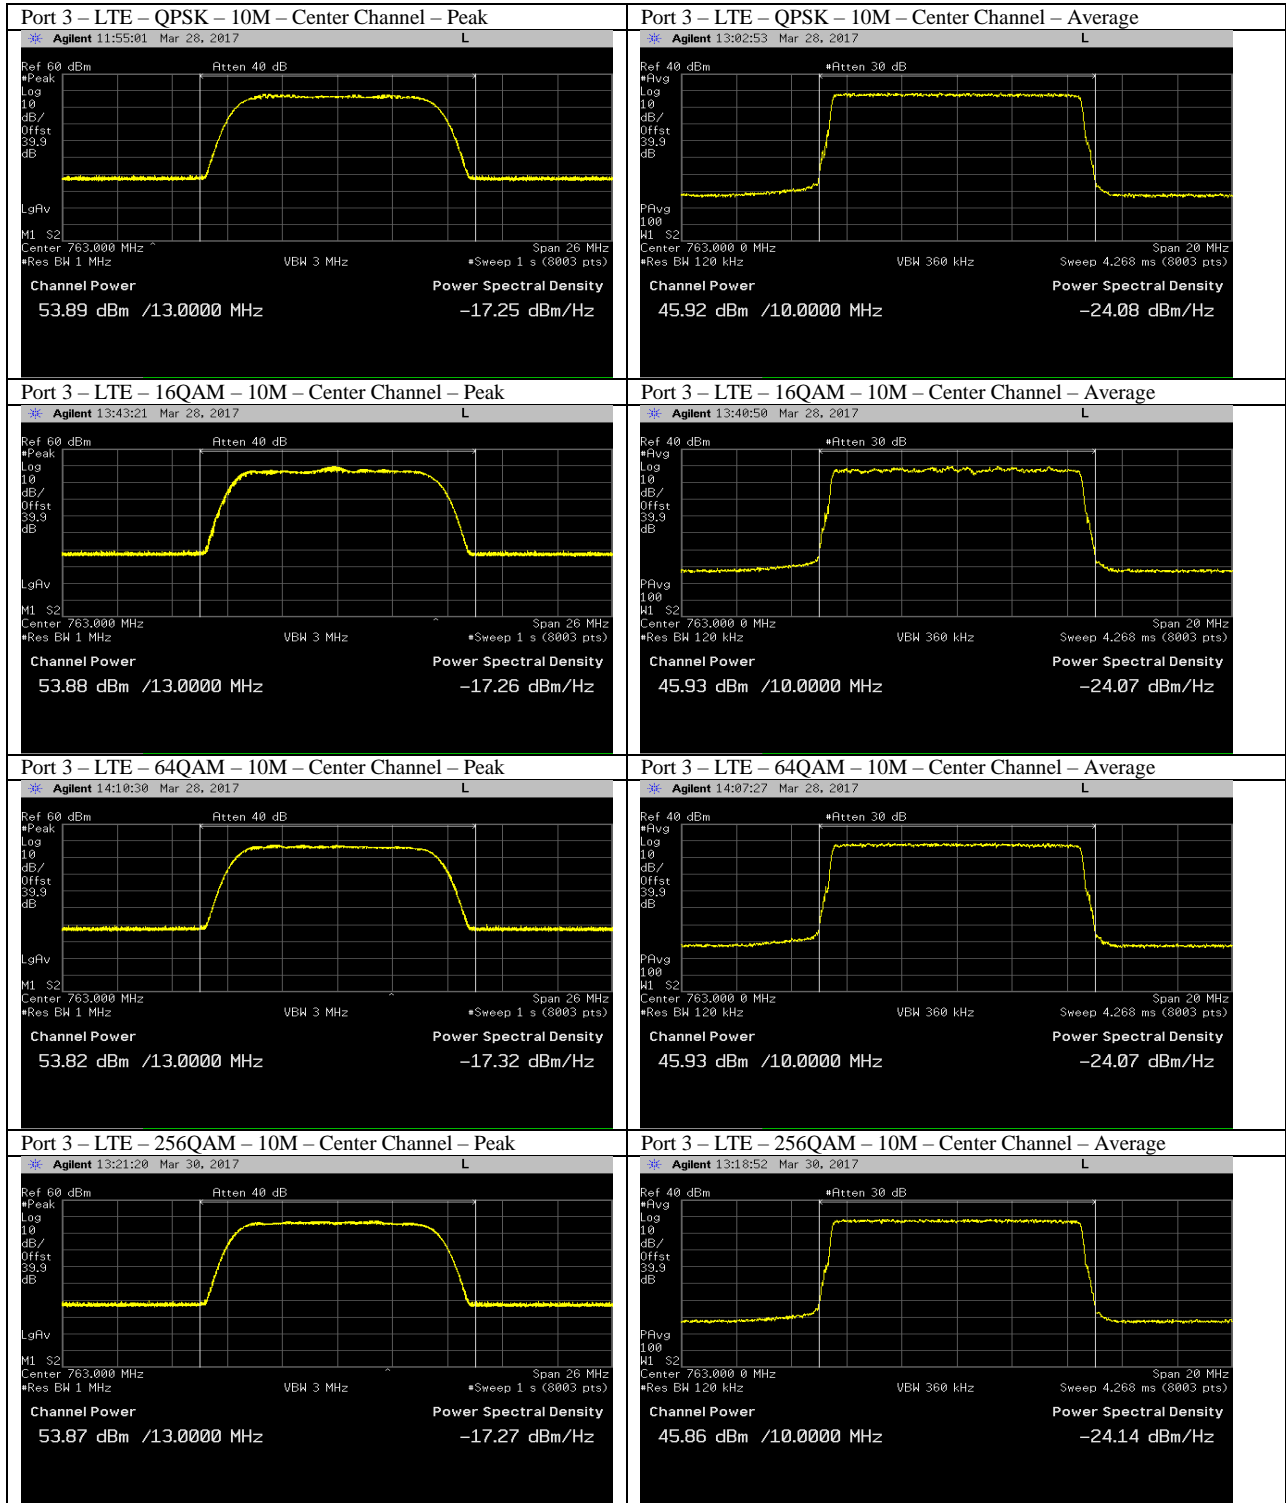 Port 3 – LTE – QPSK – 10M – Center Channel – Peak
Agilent 11:55:01 Mar 28, 2017 L
Ref 60 dBm Atten 40 dB
#Peak
Log
10
dB/
Offst
39.9
dB
LgAv
M1 S2
Center 763.000 MHz ^ Span 26 MHz
#Res BW 1 MHz VBW 3 MHz #Sweep 1 s (8003 pts)
Channel Power Power Spectral Density
53.89 dBm /13.0000 MHz -17.25 dBm/Hz
Port 3 – LTE – QPSK – 10M – Center Channel – Average
Agilent 13:02:53 Mar 28, 2017 L
Ref 40 dBm #Atten 30 dB
#Avg
Log
10
dB/
Offst
39.9
dB
PAvg
100
W1 S2
Center 763.000 0 MHz Span 20 MHz
#Res BW 120 kHz VBW 360 kHz Sweep 4.268 ms (8003 pts)
Channel Power Power Spectral Density
45.92 dBm /10.0000 MHz -24.08 dBm/Hz
Port 3 – LTE – 16QAM – 10M – Center Channel – Peak
Agilent 13:43:21 Mar 28, 2017 L
Ref 60 dBm Atten 40 dB
#Peak
Log
10
dB/
Offst
39.9
dB
LgAv
M1 S2
Center 763.000 MHz ^ Span 26 MHz
#Res BW 1 MHz VBW 3 MHz #Sweep 1 s (8003 pts)
Channel Power Power Spectral Density
53.88 dBm /13.0000 MHz -17.26 dBm/Hz
Port 3 – LTE – 16QAM – 10M – Center Channel – Average
Agilent 13:40:50 Mar 28, 2017 L
Ref 40 dBm #Atten 30 dB
#Avg
Log
10
dB/
Offst
39.9
dB
PAvg
100
W1 S2
Center 763.000 0 MHz Span 20 MHz
#Res BW 120 kHz VBW 360 kHz Sweep 4.268 ms (8003 pts)
Channel Power Power Spectral Density
45.93 dBm /10.0000 MHz -24.07 dBm/Hz
Port 3 – LTE – 64QAM – 10M – Center Channel – Peak
Agilent 14:10:30 Mar 28, 2017 L
Ref 60 dBm Atten 40 dB
#Peak
Log
10
dB/
Offst
39.9
dB
LgAv
M1 S2
Center 763.000 MHz ^ Span 26 MHz
#Res BW 1 MHz VBW 3 MHz #Sweep 1 s (8003 pts)
Channel Power Power Spectral Density
53.82 dBm /13.0000 MHz -17.32 dBm/Hz
Port 3 – LTE – 64QAM – 10M – Center Channel – Average
Agilent 14:07:27 Mar 28, 2017 L
Ref 40 dBm #Atten 30 dB
#Avg
Log
10
dB/
Offst
39.9
dB
PAvg
100
W1 S2
Center 763.000 0 MHz Span 20 MHz
#Res BW 120 kHz VBW 360 kHz Sweep 4.268 ms (8003 pts)
Channel Power Power Spectral Density
45.93 dBm /10.0000 MHz -24.07 dBm/Hz
Port 3 – LTE – 256QAM – 10M – Center Channel – Peak
Agilent 13:21:20 Mar 30, 2017 L
Ref 60 dBm Atten 40 dB
#Peak
Log
10
dB/
Offst
39.9
dB
LgAv
M1 S2
Center 763.000 MHz ^ Span 26 MHz
#Res BW 1 MHz VBW 3 MHz #Sweep 1 s (8003 pts)
Channel Power Power Spectral Density
53.87 dBm /13.0000 MHz -17.27 dBm/Hz
Port 3 – LTE – 256QAM – 10M – Center Channel – Average
Agilent 13:18:52 Mar 30, 2017 L
Ref 40 dBm #Atten 30 dB
#Avg
Log
10
dB/
Offst
39.9
dB
PAvg
100
W1 S2
Center 763.000 0 MHz Span 20 MHz
#Res BW 120 kHz VBW 360 kHz Sweep 4.268 ms (8003 pts)
Channel Power Power Spectral Density
45.86 dBm /10.0000 MHz -24.14 dBm/Hz